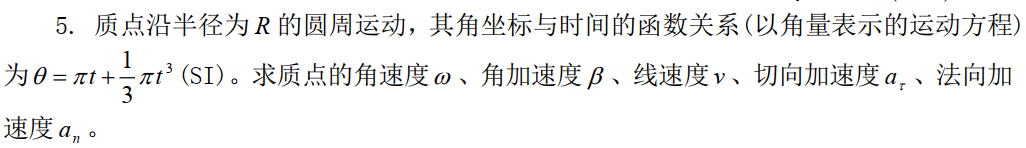 5. 质点沿半径为 R 的圆周运动，其角坐标与时间的函数关系(以角量表示的运动方程)
为 θ = πt + \frac{1}{3}πt³ (SI)。求质点的角速度 ω 、角加速度 β 、线速度 v 、切向加速度 a_τ 、法向加
速度 a_n 。